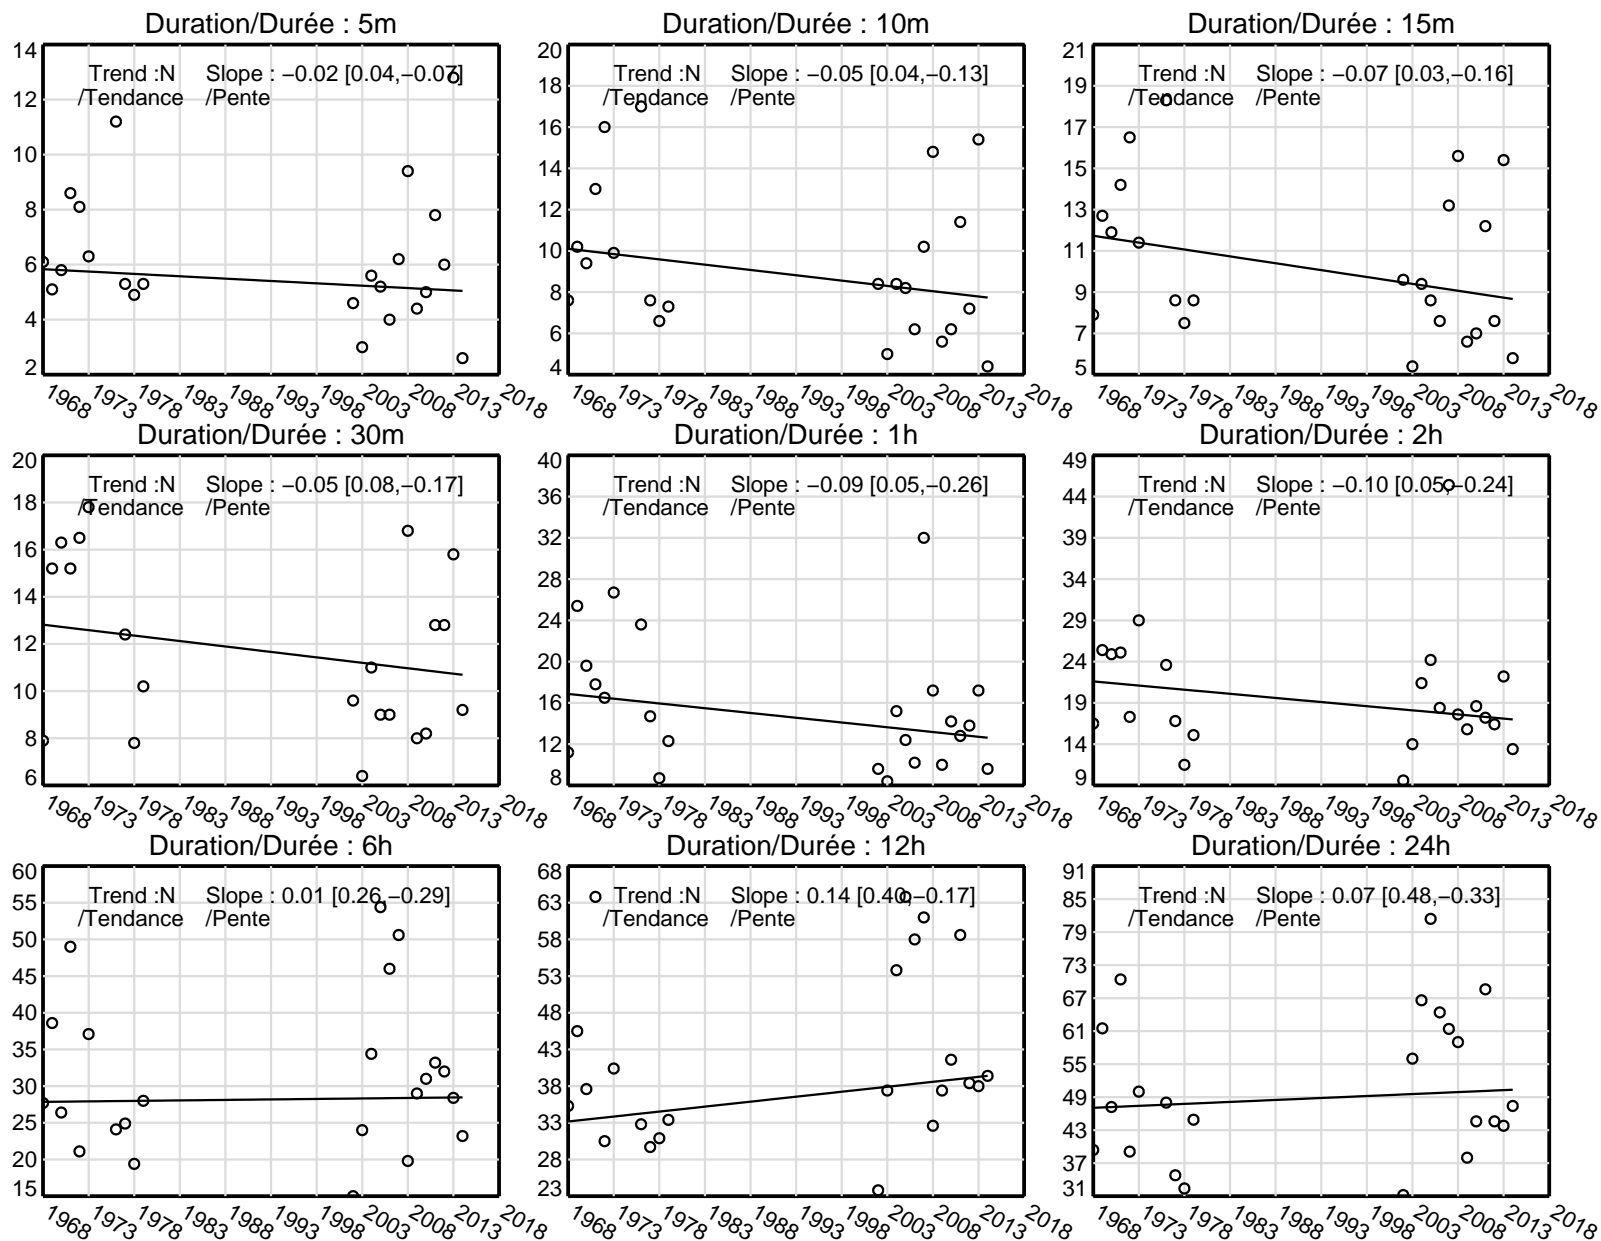 Duration/Durée : 5m
Trend :N Slope : −0.02 [0.04,−0.07]
/Tendance /Pente
14
12
10
8
6
4
2
1968 1973 1978 1983 1988 1993 1998 2003 2008 2013 2018
Duration/Durée : 10m
Trend :N Slope : −0.05 [0.04,−0.13]
/Tendance /Pente
20
18
16
14
12
10
8
6
4
1968 1973 1978 1983 1988 1993 1998 2003 2008 2013 2018
Duration/Durée : 15m
Trend :N Slope : −0.07 [0.03,−0.16]
/Tendance /Pente
21
19
17
15
13
11
9
7
5
1968 1973 1978 1983 1988 1993 1998 2003 2008 2013 2018
Duration/Durée : 30m
Trend :N Slope : −0.05 [0.08,−0.17]
/Tendance /Pente
20
18
16
14
12
10
8
6
1968 1973 1978 1983 1988 1993 1998 2003 2008 2013 2018
Duration/Durée : 1h
Trend :N Slope : −0.09 [0.05,−0.26]
/Tendance /Pente
40
36
32
28
24
20
16
12
8
1968 1973 1978 1983 1988 1993 1998 2003 2008 2013 2018
Duration/Durée : 2h
Trend :N Slope : −0.10 [0.05,−0.24]
/Tendance /Pente
49
44
39
34
29
24
19
14
9
1968 1973 1978 1983 1988 1993 1998 2003 2008 2013 2018
Duration/Durée : 6h
Trend :N Slope : 0.01 [0.26,−0.29]
/Tendance /Pente
60
55
50
45
40
35
30
25
20
15
1968 1973 1978 1983 1988 1993 1998 2003 2008 2013 2018
Duration/Durée : 12h
Trend :N Slope : 0.14 [0.40,−0.17]
/Tendance /Pente
68
63
58
53
48
43
38
33
28
23
1968 1973 1978 1983 1988 1993 1998 2003 2008 2013 2018
Duration/Durée : 24h
Trend :N Slope : 0.07 [0.48,−0.33]
/Tendance /Pente
91
85
79
73
67
61
55
49
43
37
31
1968 1973 1978 1983 1988 1993 1998 2003 2008 2013 2018